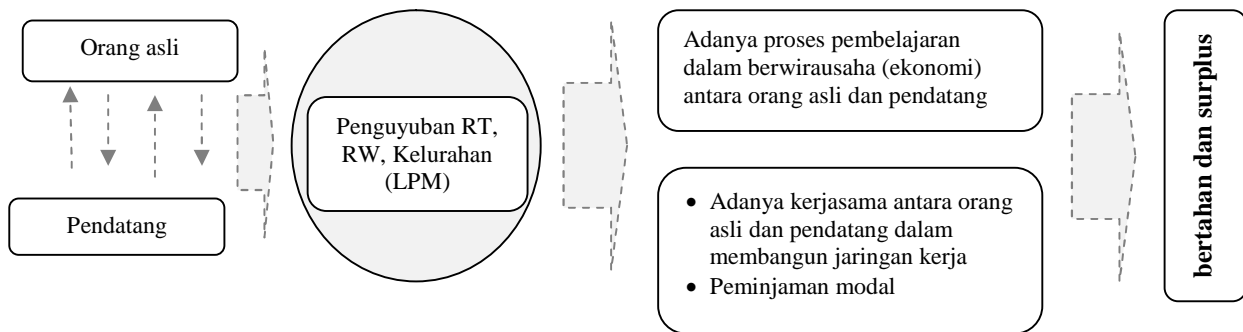 Orang asli
Pendatang
Penguyuban RT,
RW, Kelurahan
(LPM)
Adanya proses pembelajaran
dalam berwirausaha (ekonomi)
antara orang asli dan pendatang
• Adanya kerjasama antara orang
asli dan pendatang dalam
membangun jaringan kerja
• Peminjaman modal
bertahan dan surplus